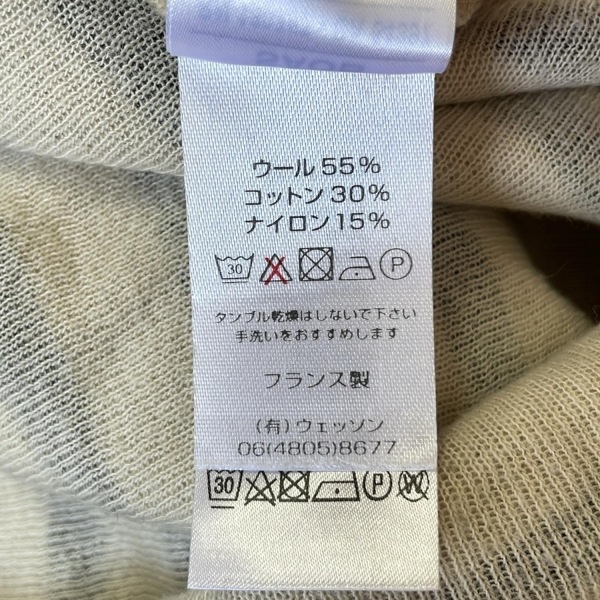 ウール55%
コットン30%
ナイロン15%
30 P
タンブル乾燥はしないで下さい
手洗いをおすすめします
フランス製
(有)ウェッソン
06(4805)8677
30 P W